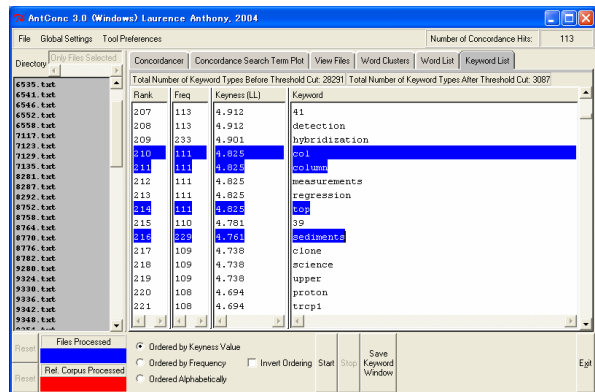 AntConc 3.0 (Windows) Laurence Anthony, 2004
File Global Settings Tool Preferences Number of Concordance Hits: 113
Directory Only Files Selected
Concordancer Concordance Search Term Plot View Files Word Clusters Word List Keyword List
Total Number of Keyword Types Before Threshold Cut: 28291 Total Number of Keyword Types After Threshold Cut: 3087
6535.txt
6541.txt
6546.txt
6552.txt
6558.txt
7117.txt
7123.txt
7129.txt
7135.txt
8281.txt
8287.txt
8292.txt
8752.txt
8758.txt
8764.txt
8770.txt
8776.txt
8782.txt
9280.txt
9324.txt
9330.txt
9336.txt
9342.txt
9348.txt
Rank Freq Keyness (LL) Keyword
207 113 4.912 41
208 113 4.912 detection
209 233 4.901 hybridization
210 111 4.825 col
211 111 4.825 column
212 111 4.825 measurements
213 111 4.825 regression
214 111 4.825 top
215 110 4.781 39
216 229 4.761 sediments
217 109 4.738 clone
218 109 4.738 science
219 109 4.738 upper
220 108 4.694 proton
221 108 4.694 trcp1
Reset Files Processed
Reset Ref. Corpus Processed
Ordered by Keyness Value
Ordered by Frequency
Ordered Alphabetically
Invert Ordering Start Stop
Save
Keyword
Window
Exit